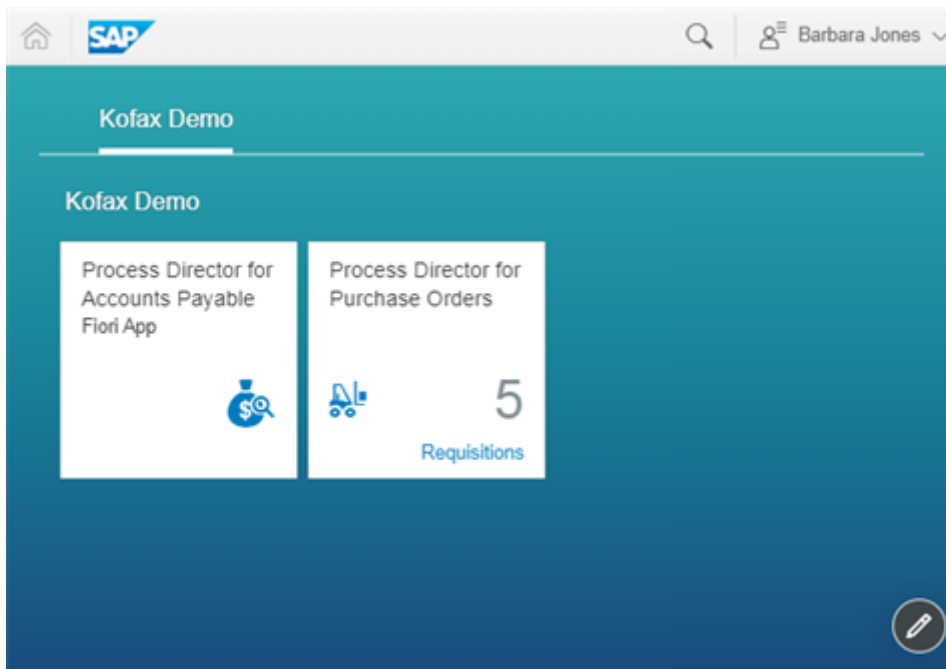 SAP
Barbara Jones
Kofax Demo
Kofax Demo
Process Director for
Accounts Payable
Fiori App
$
Process Director for
Purchase Orders
5
Requisitions